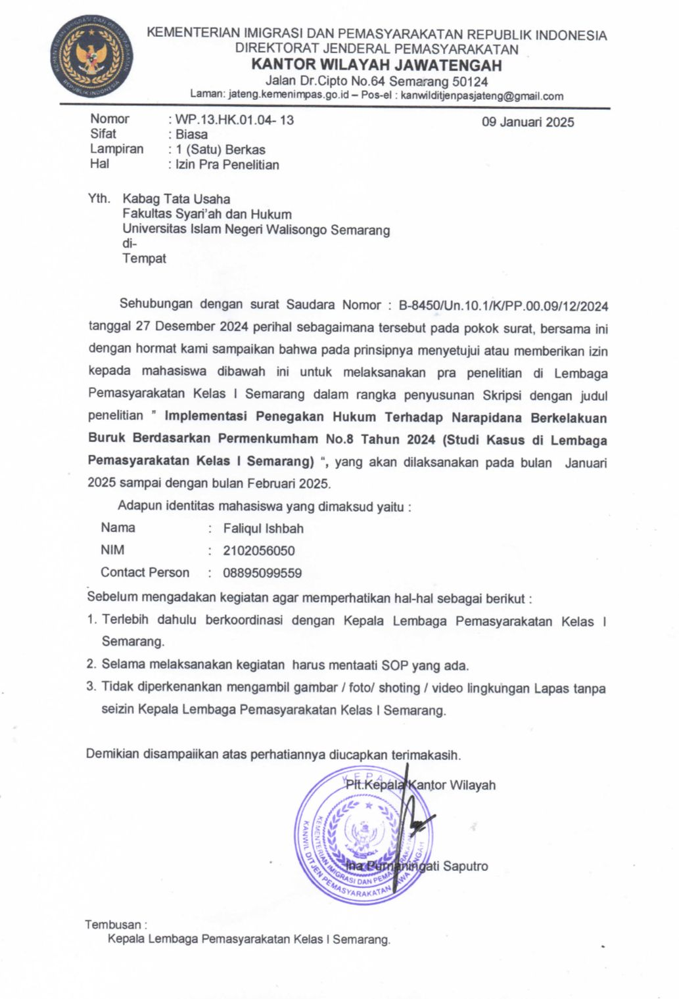 KEMENTERIAN IMIGRASI DAN PEMASYARAKATAN REPUBLIK INDONESIA
KEMENTERIAN IMIGRASI DAN PEMASYARAKATAN
REPUBLIK INDONESIA
DIREKTORAT JENDERAL PEMASYARAKATAN
KANTOR WILAYAH JAWATENGAH
Jalan Dr.Cipto No.64 Semarang 50124
Laman: jateng.kemenimpas.go.id – Pos-el : kanwilditjenpasjateng@gmail.com
Nomor : WP.13.HK.01.04- 13 09 Januari 2025
Sifat : Biasa
Lampiran : 1 (Satu) Berkas
Hal : Izin Pra Penelitian
Yth. Kabag Tata Usaha
Fakultas Syari'ah dan Hukum
Universitas Islam Negeri Walisongo Semarang
di-
Tempat
Sehubungan dengan surat Saudara Nomor : B-8450/Un.10.1/K/PP.00.09/12/2024
tanggal 27 Desember 2024 perihal sebagaimana tersebut pada pokok surat, bersama ini
dengan hormat kami sampaikan bahwa pada prinsipnya menyetujui atau memberikan izin
kepada mahasiswa dibawah ini untuk melaksanakan pra penelitian di Lembaga
Pemasyarakatan Kelas I Semarang dalam rangka penyusunan Skripsi dengan judul
penelitian " Implementasi Penegakan Hukum Terhadap Narapidana Berkelakuan
Buruk Berdasarkan Permenkumham No.8 Tahun 2024 (Studi Kasus di Lembaga
Pemasyarakatan Kelas I Semarang) ", yang akan dilaksanakan pada bulan Januari
2025 sampai dengan bulan Februari 2025.
Adapun identitas mahasiswa yang dimaksud yaitu :
Nama : Faliqul Ishbah
NIM : 2102056050
Contact Person : 08895099559
Sebelum mengadakan kegiatan agar memperhatikan hal-hal sebagai berikut :
1. Terlebih dahulu berkoordinasi dengan Kepala Lembaga Pemasyarakatan Kelas I
Semarang.
2. Selama melaksanakan kegiatan harus mentaati SOP yang ada.
3. Tidak diperkenankan mengambil gambar / foto/ shoting / video lingkungan Lapas tanpa
seizin Kepala Lembaga Pemasyarakatan Kelas I Semarang.
Demikian disampaiikan atas perhatiannya diucapkan terimakasih.
Plt.Kepala Kantor Wilayah
KEPALA
KEMENTERIAN IMIGRASI DAN PEMASYARAKATAN
KANWIL DITJEN PEMASYARAKATAN JAWA TENGAH
Ina Purnaningati Saputro
Tembusan :
Kepala Lembaga Pemasyarakatan Kelas I Semarang.